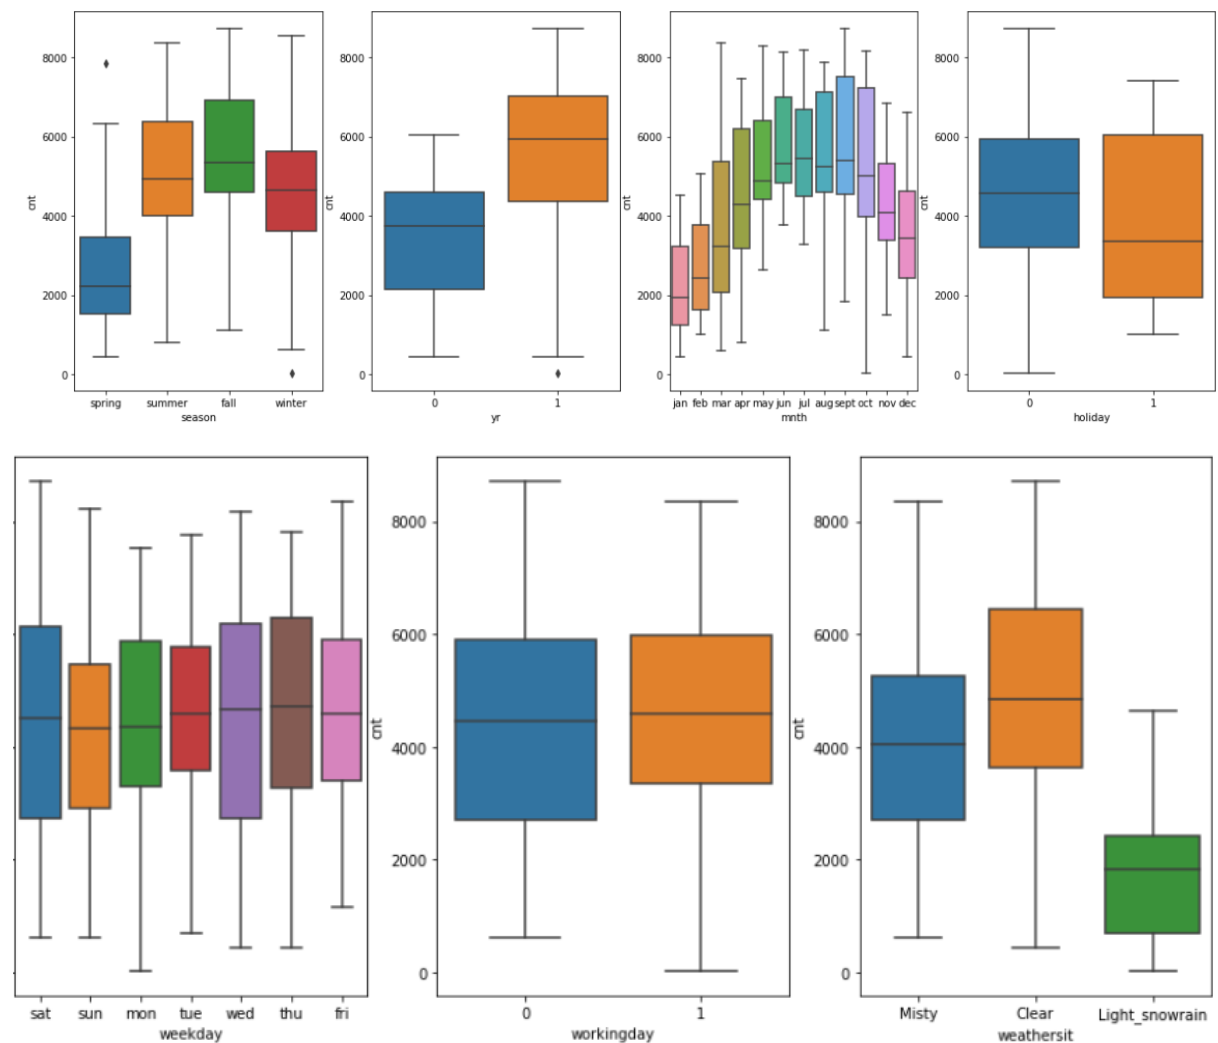 8000
6000
cnt
4000
2000
0
spring summer fall winter
season
8000
6000
cnt
4000
2000
0
0 1
yr
8000
6000
cnt
4000
2000
0
jan feb mar apr may jun jul aug sept oct nov dec
mnth
8000
6000
cnt
4000
2000
0
0 1
holiday
sat sun mon tue wed thu fri
weekday
8000
6000
cnt
4000
2000
0
0 1
workingday
8000
6000
cnt
4000
2000
0
Misty Clear Light_snowrain
weathersit